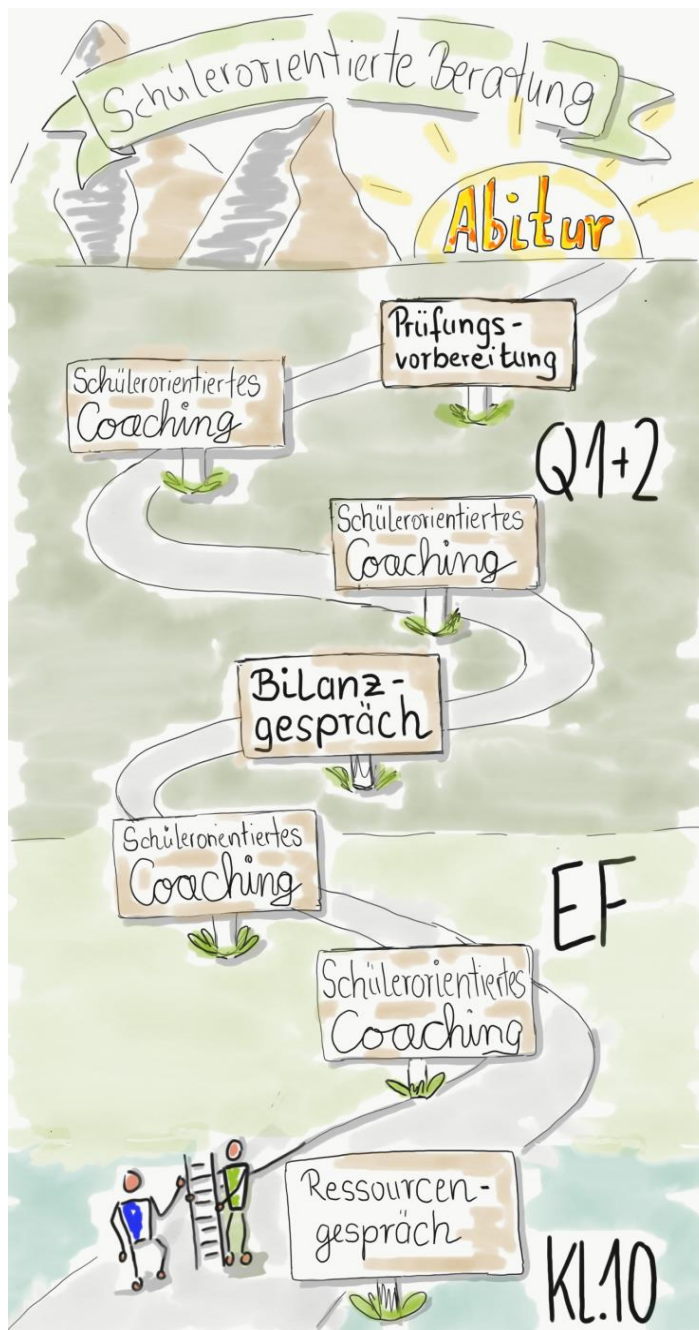 Schülerorientierte Beratung
Abitur
Prüfungs-
vorbereitung
Schülerorientiertes
Coaching
Q1+2
Schülerorientiertes
Coaching
Bilanz-
gespräch
Schülerorientiertes
Coaching
EF
Schülerorientiertes
Coaching
Ressourcen-
gespräch
KL.10